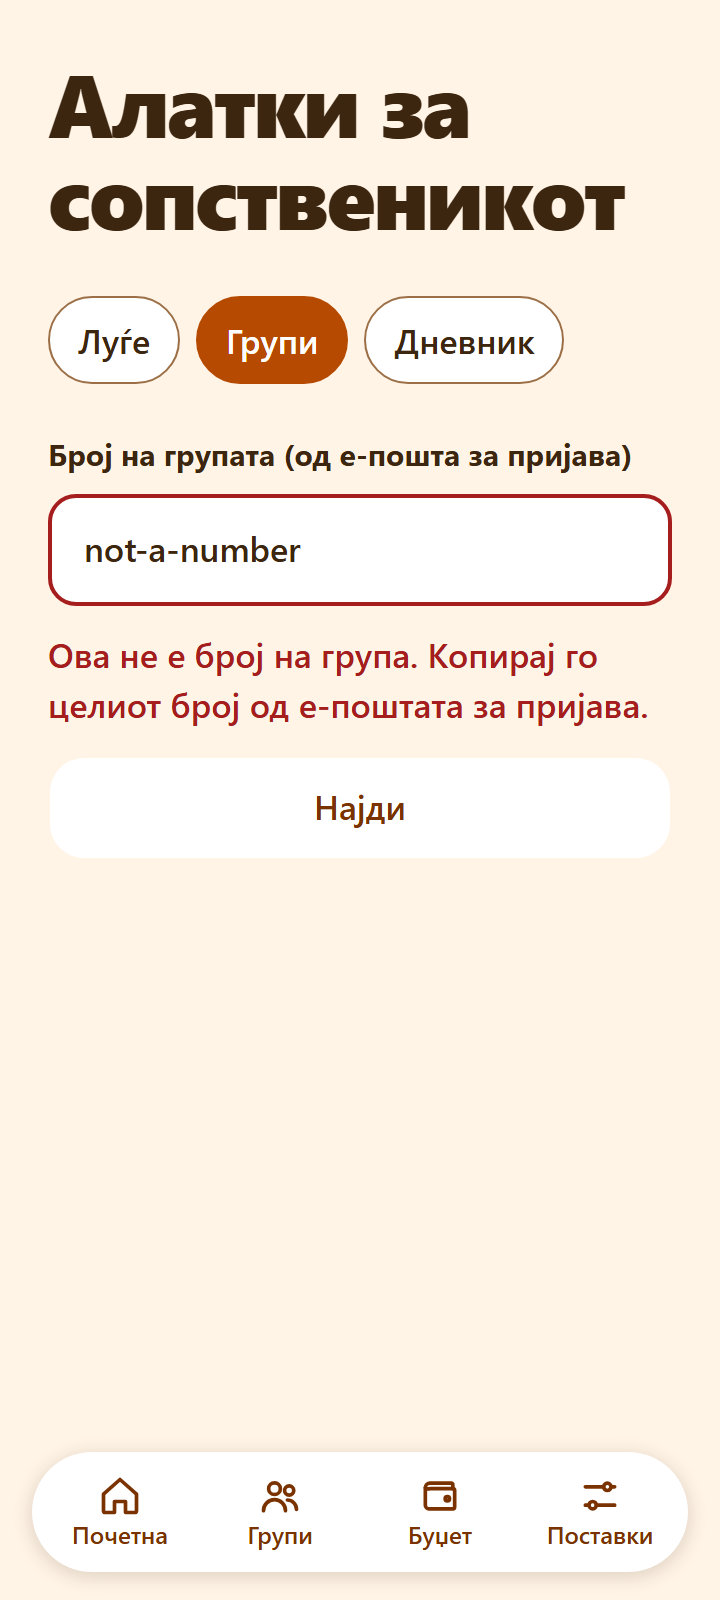 Алатки за
сопственикот
Луѓе
Групи
Дневник
Број на групата (од е-пошта за пријава)
not-a-number
Ова не е број на група. Копирај го
целиот број од е-поштата за пријава.
Најди
Почетна
Групи
Буџет
Поставки